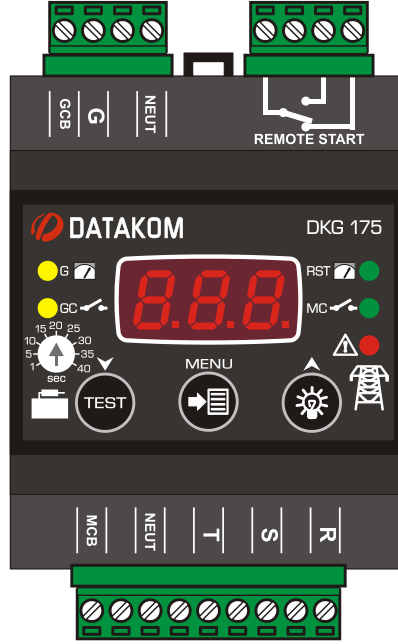 GCB G NEUT
REMOTE START
DATAKOM DKG 175
G RST
8.8.8.
GC MC
15 20 25
10 30
5 35
1 40
sec
MENU
TEST
MCB NEUT T S R